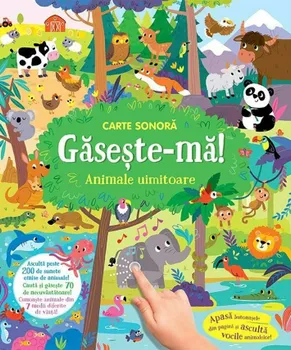 CARTE SONORĂ
Găsește-mă!
Animale uimitoare
Ascultă peste
200 de sunete
emise de animale!
Caută și găsește 70
de necuvântătoare!
Cunoaște animale din
7 medii diferite
de viață!
Apasă butoanele
din pagini și ascultă
vocile animalelor!